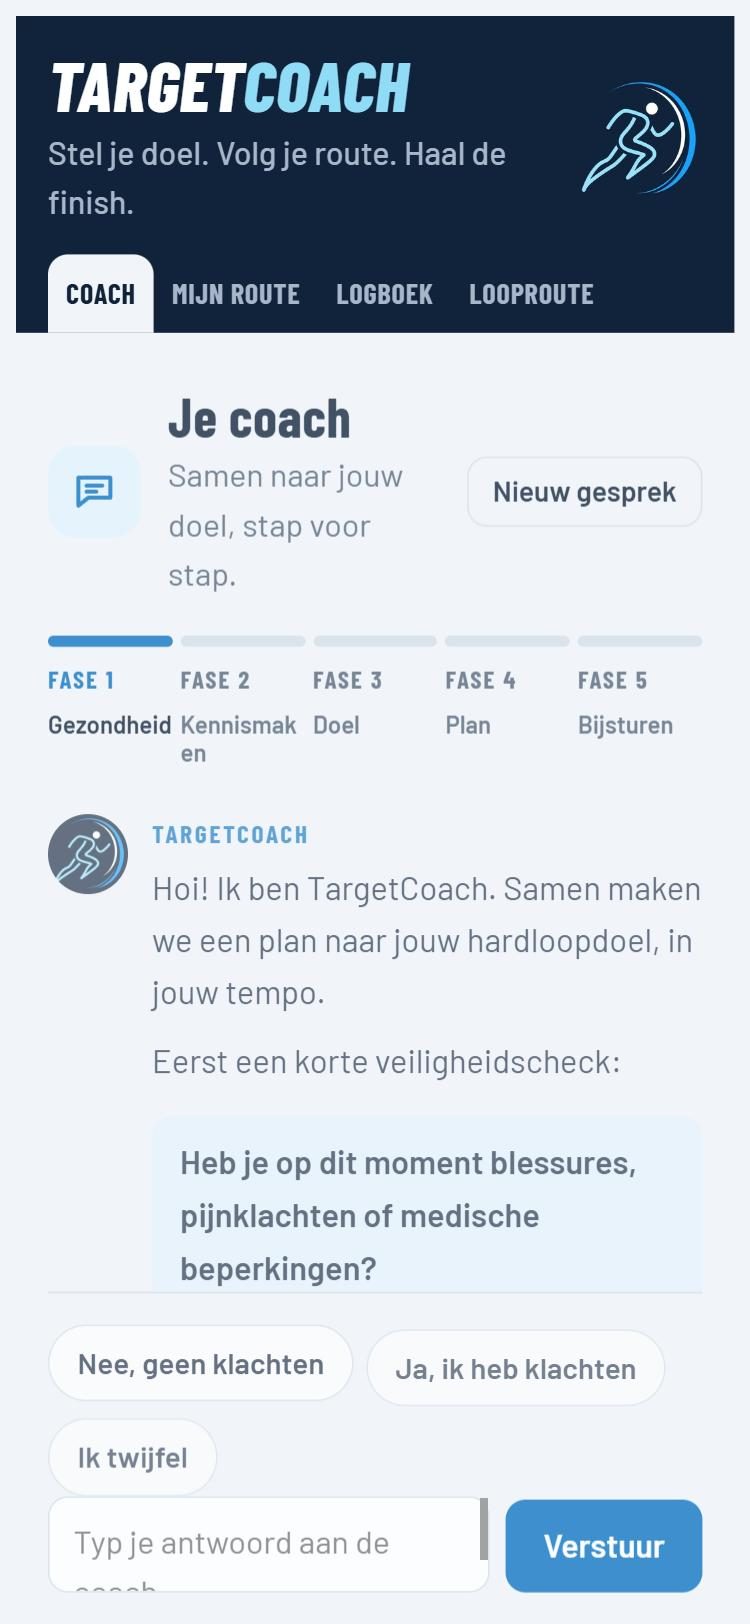 TARGETCOACH
Stel je doel. Volg je route. Haal de
finish.
COACH MIJN ROUTE LOGBOEK LOOPROUTE
Je coach
Samen naar jouw
doel, stap voor
stap.
Nieuw gesprek
FASE 1 FASE 2 FASE 3 FASE 4 FASE 5
Gezondheid Kennismak Doel Plan Bijsturen
en
TARGETCOACH
Hoi! Ik ben TargetCoach. Samen maken
we een plan naar jouw hardloopdoel, in
jouw tempo.
Eerst een korte veiligheidscheck:
Heb je op dit moment blessures,
pijnklachten of medische
beperkingen?
Nee, geen klachten Ja, ik heb klachten
Ik twijfel
Typ je antwoord aan de
coach
Verstuur